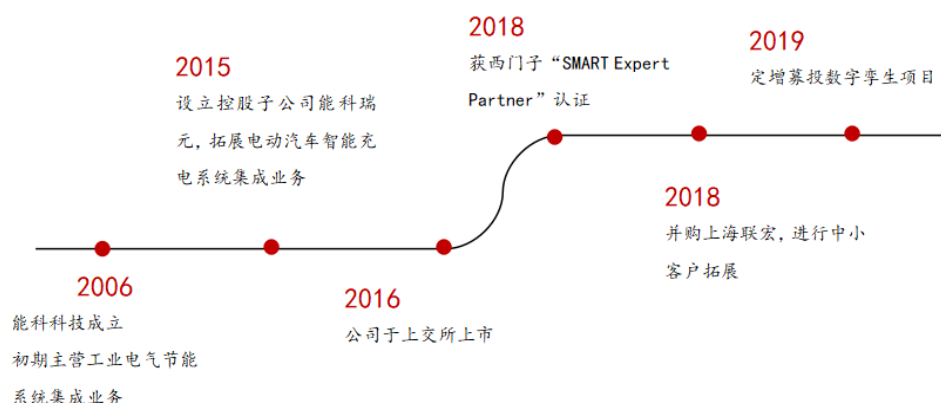 2006
能科科技成立
初期主营工业电气节能
系统集成业务
2015
设立控股子公司能科瑞
元，拓展电动汽车智能充
电系统集成业务
2016
公司于上交所上市
2018
获西门子“SMART Expert
Partner”认证
2018
并购上海联宏，进行中小
客户拓展
2019
定增募投数字孪生项目